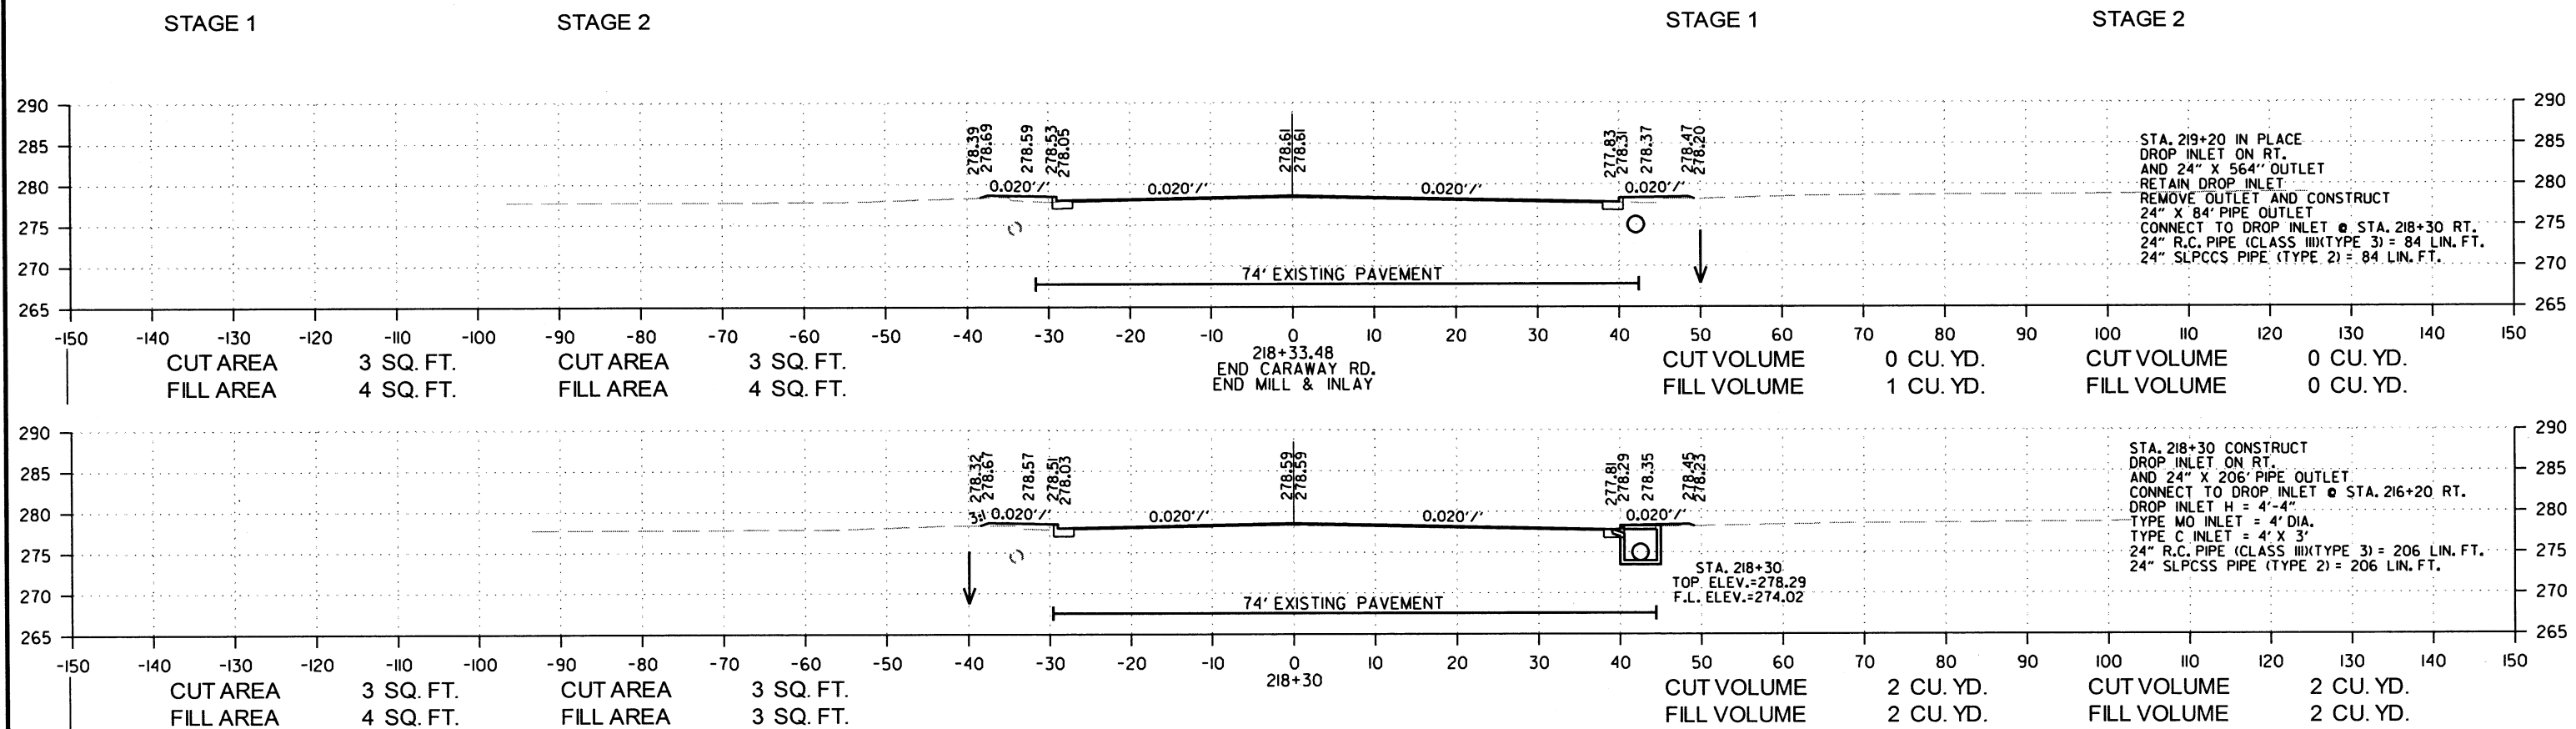 STAGE 1 STAGE 2 STAGE 1 STAGE 2
290 290
285 285
280 280
275 275
270 270
265 265
278.39 278.69 278.59 278.53 278.05 278.61 278.61 277.83 278.31 278.37 278.47 278.20
0.020'/' 0.020'/' 0.020'/' 0.020'/'
74' EXISTING PAVEMENT
STA. 219+20 IN PLACE
DROP INLET ON RT.
AND 24" X 564" OUTLET
RETAIN DROP INLET
REMOVE OUTLET AND CONSTRUCT
24" X 84' PIPE OUTLET
CONNECT TO DROP INLET @ STA. 218+30 RT.
24" R.C. PIPE (CLASS III)(TYPE 3) = 84 LIN. FT.
24" SLPCCS PIPE (TYPE 2) = 84 LIN. FT.
-150 -140 -130 -120 -110 -100 -90 -80 -70 -60 -50 -40 -30 -20 -10 0 10 20 30 40 50 60 70 80 90 100 110 120 130 140 150
218+33.48
END CARAWAY RD.
END MILL & INLAY
CUT AREA 3 SQ. FT. CUT AREA 3 SQ. FT. CUT VOLUME 0 CU. YD. CUT VOLUME 0 CU. YD.
FILL AREA 4 SQ. FT. FILL AREA 4 SQ. FT. FILL VOLUME 1 CU. YD. FILL VOLUME 0 CU. YD.
290 290
285 285
280 280
275 275
270 270
265 265
278.32 278.67 278.57 278.51 278.03 278.59 278.59 277.81 278.29 278.35 278.45 278.23
3:1 0.020'/' 0.020'/' 0.020'/' 0.020'/'
STA. 218+30
TOP ELEV.=278.29
F.L. ELEV.=274.02
74' EXISTING PAVEMENT
STA. 218+30 CONSTRUCT
DROP INLET ON RT.
AND 24" X 206' PIPE OUTLET
CONNECT TO DROP INLET @ STA. 216+20 RT.
DROP INLET H = 4'-4"
TYPE MO INLET = 4' DIA.
TYPE C INLET = 4' X 3'
24" R.C. PIPE (CLASS III)(TYPE 3) = 206 LIN. FT.
24" SLPCSS PIPE (TYPE 2) = 206 LIN. FT.
-150 -140 -130 -120 -110 -100 -90 -80 -70 -60 -50 -40 -30 -20 -10 0 10 20 30 40 50 60 70 80 90 100 110 120 130 140 150
218+30
CUT AREA 3 SQ. FT. CUT AREA 3 SQ. FT. CUT VOLUME 2 CU. YD. CUT VOLUME 2 CU. YD.
FILL AREA 4 SQ. FT. FILL AREA 3 SQ. FT. FILL VOLUME 2 CU. YD. FILL VOLUME 2 CU. YD.